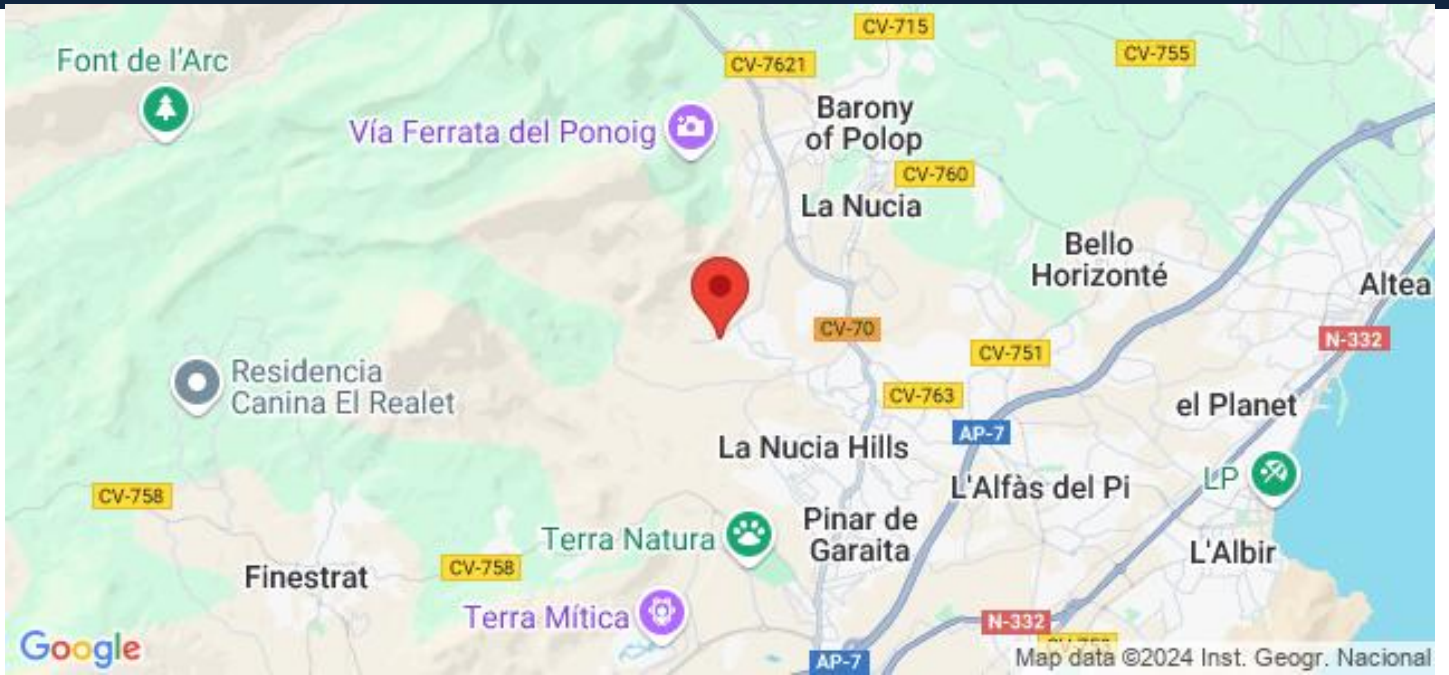 CV-715
Font de l'Arc
CV-7621
CV-755
Barony
of Polop
Vía Ferrata del Ponoig
CV-760
La Nucia
Bello
Horizonté
Altea
CV-70
N-332
CV-751
Residencia
Canina El Realet
CV-763
el Planet
AP-7
La Nucia Hills
LP
CV-758
L'Alfàs del Pi
Pinar de
Garaita
Terra Natura
L'Albir
CV-758
Finestrat
Terra Mítica
N-332
Google
AP-7
Map data ©2024 Inst. Geogr. Nacional